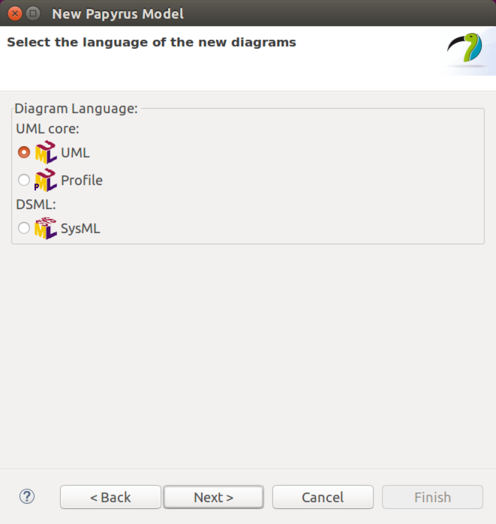 New Papyrus Model
Select the language of the new diagrams
Diagram Language:
UML core:
UML
Profile
DSML:
SysML
< Back
Next >
Cancel
Finish